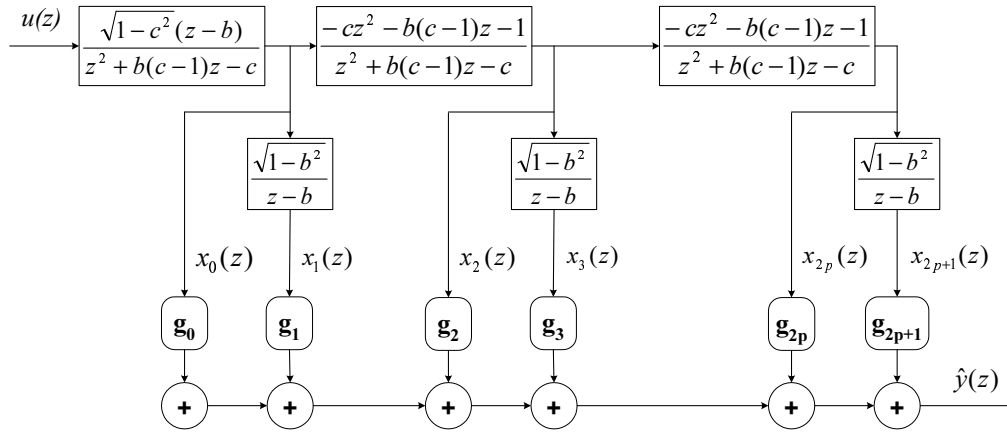 u(z)
√(1−c²) (z−b) / z² + b(c−1)z − c
−cz² − b(c−1)z − 1 / z² + b(c−1)z − c
−cz² − b(c−1)z − 1 / z² + b(c−1)z − c
√(1−b²) / z−b
√(1−b²) / z−b
√(1−b²) / z−b
x₀(z)
x₁(z)
x₂(z)
x₃(z)
x₂ₚ(z)
x₂ₚ₊₁(z)
g₀
g₁
g₂
g₃
g₂ₚ
g₂ₚ₊₁
ŷ(z)
+
+
+
+
+
+